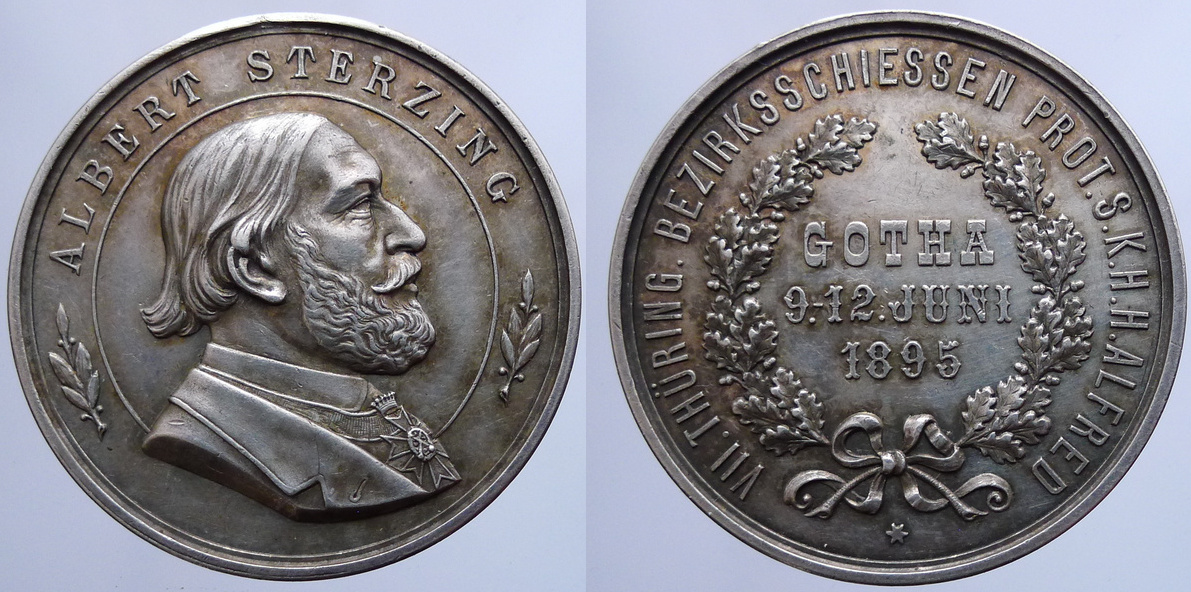 ALBERT STERZING
VII. THÜRING. BEZIRKSSCHIESSEN PROT. S.K.H.H.ALFRED
GOTHA
9.-12.JUNI
1895